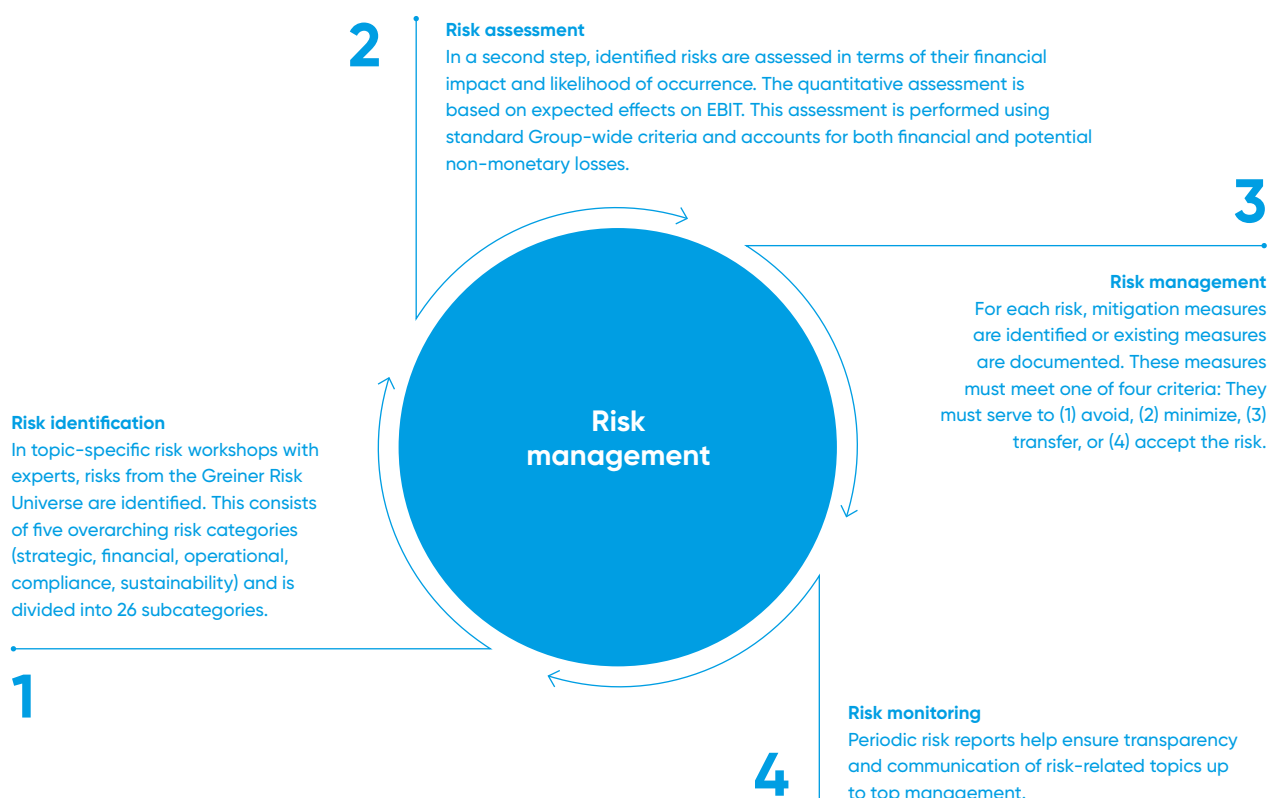 2
Risk assessment
In a second step, identified risks are assessed in terms of their financial
impact and likelihood of occurrence. The quantitative assessment is
based on expected effects on EBIT. This assessment is performed using
standard Group-wide criteria and accounts for both financial and potential
non-monetary losses.
3
Risk management
For each risk, mitigation measures
are identified or existing measures
are documented. These measures
must meet one of four criteria: They
must serve to (1) avoid, (2) minimize, (3)
transfer, or (4) accept the risk.
Risk
management
Risk identification
In topic-specific risk workshops with
experts, risks from the Greiner Risk
Universe are identified. This consists
of five overarching risk categories
(strategic, financial, operational,
compliance, sustainability) and is
divided into 26 subcategories.
1
4
Risk monitoring
Periodic risk reports help ensure transparency
and communication of risk-related topics up
to top management.